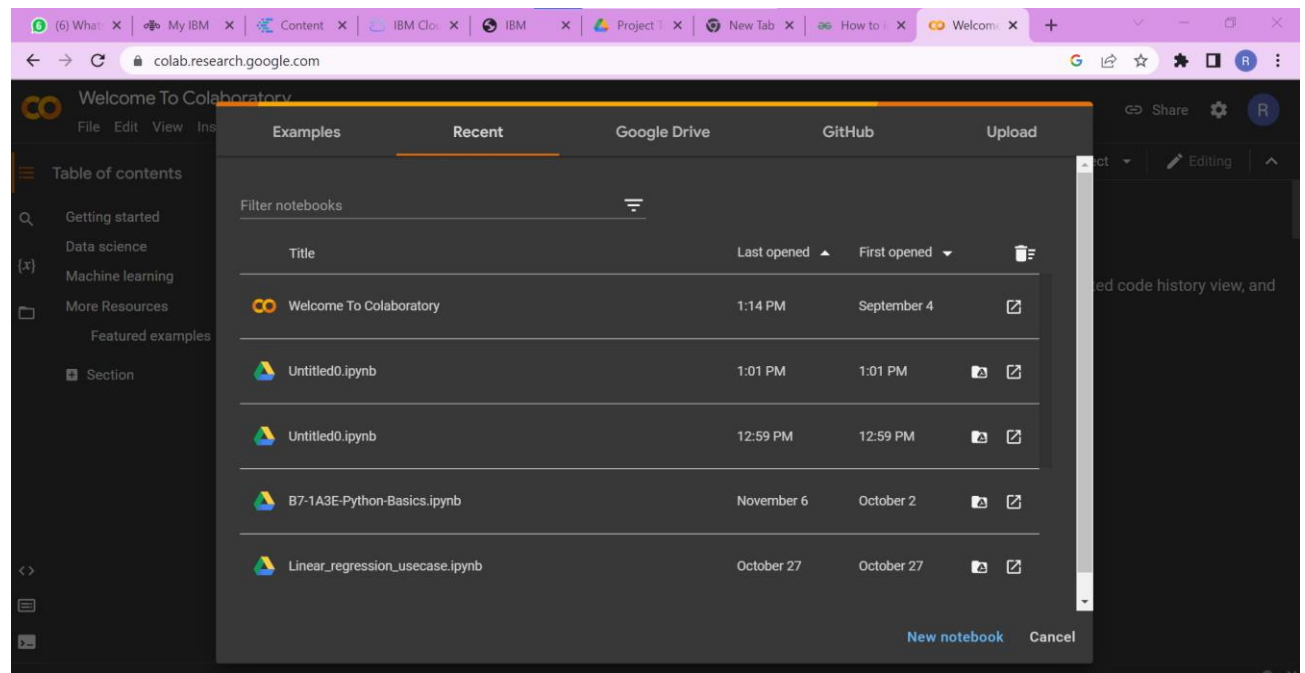 (6) What My IBM Content IBM Clou IBM Project T New Tab How to Welcome
colab.research.google.com
Welcome To Colaboratory
File Edit View Ins Share R
Examples Recent Google Drive GitHub Upload
Table of contents Editing
Filter notebooks
Getting started
Data science
Title Last opened First opened
{x}
Machine learning
ted code history view, and
More Resources
Welcome To Colaboratory 1:14 PM September 4
Featured examples
Section
Untitled0.ipynb 1:01 PM 1:01 PM
Untitled0.ipynb 12:59 PM 12:59 PM
B7-1A3E-Python-Basics.ipynb November 6 October 2
Linear_regression_usecase.ipynb October 27 October 27
New notebook Cancel